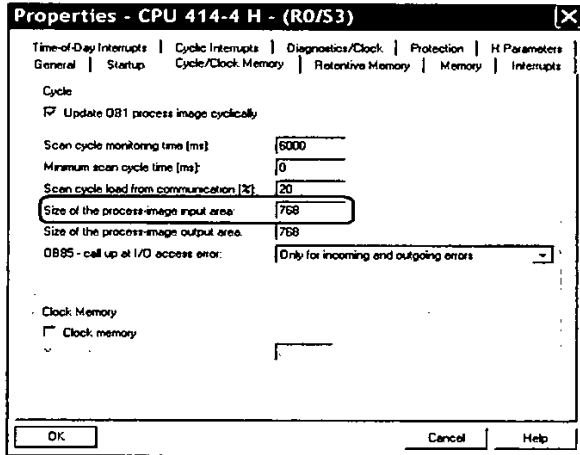 Properties - CPU 414-4 H - (R0/S3)
Time-of-Day Interrupts | Cyclic Interrupts | Diagnostics/Clock | Protection | H Parameters
General | Startup Cycle/Clock Memory | Retentive Memory | Memory | Interrupts
Cycle
Update OB1 process image cyclically
Scan cycle monitoring time [ms]: 6000
Minimum scan cycle time [ms]: 0
Scan cycle load from communication [%]: 20
Size of the process-image input area: 768
Size of the process-image output area: 768
OB85 - call up at I/O access error: Only for incoming and outgoing errors
Clock Memory
Clock memory
OK Cancel Help